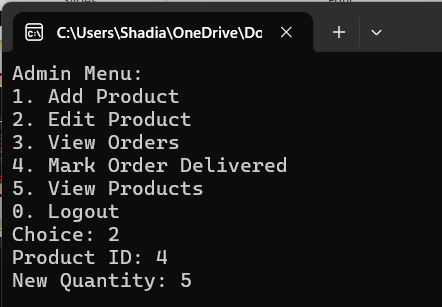 C:\Users\Shadia\OneDrive\Do
Admin Menu:
1. Add Product
2. Edit Product
3. View Orders
4. Mark Order Delivered
5. View Products
0. Logout
Choice: 2
Product ID: 4
New Quantity: 5